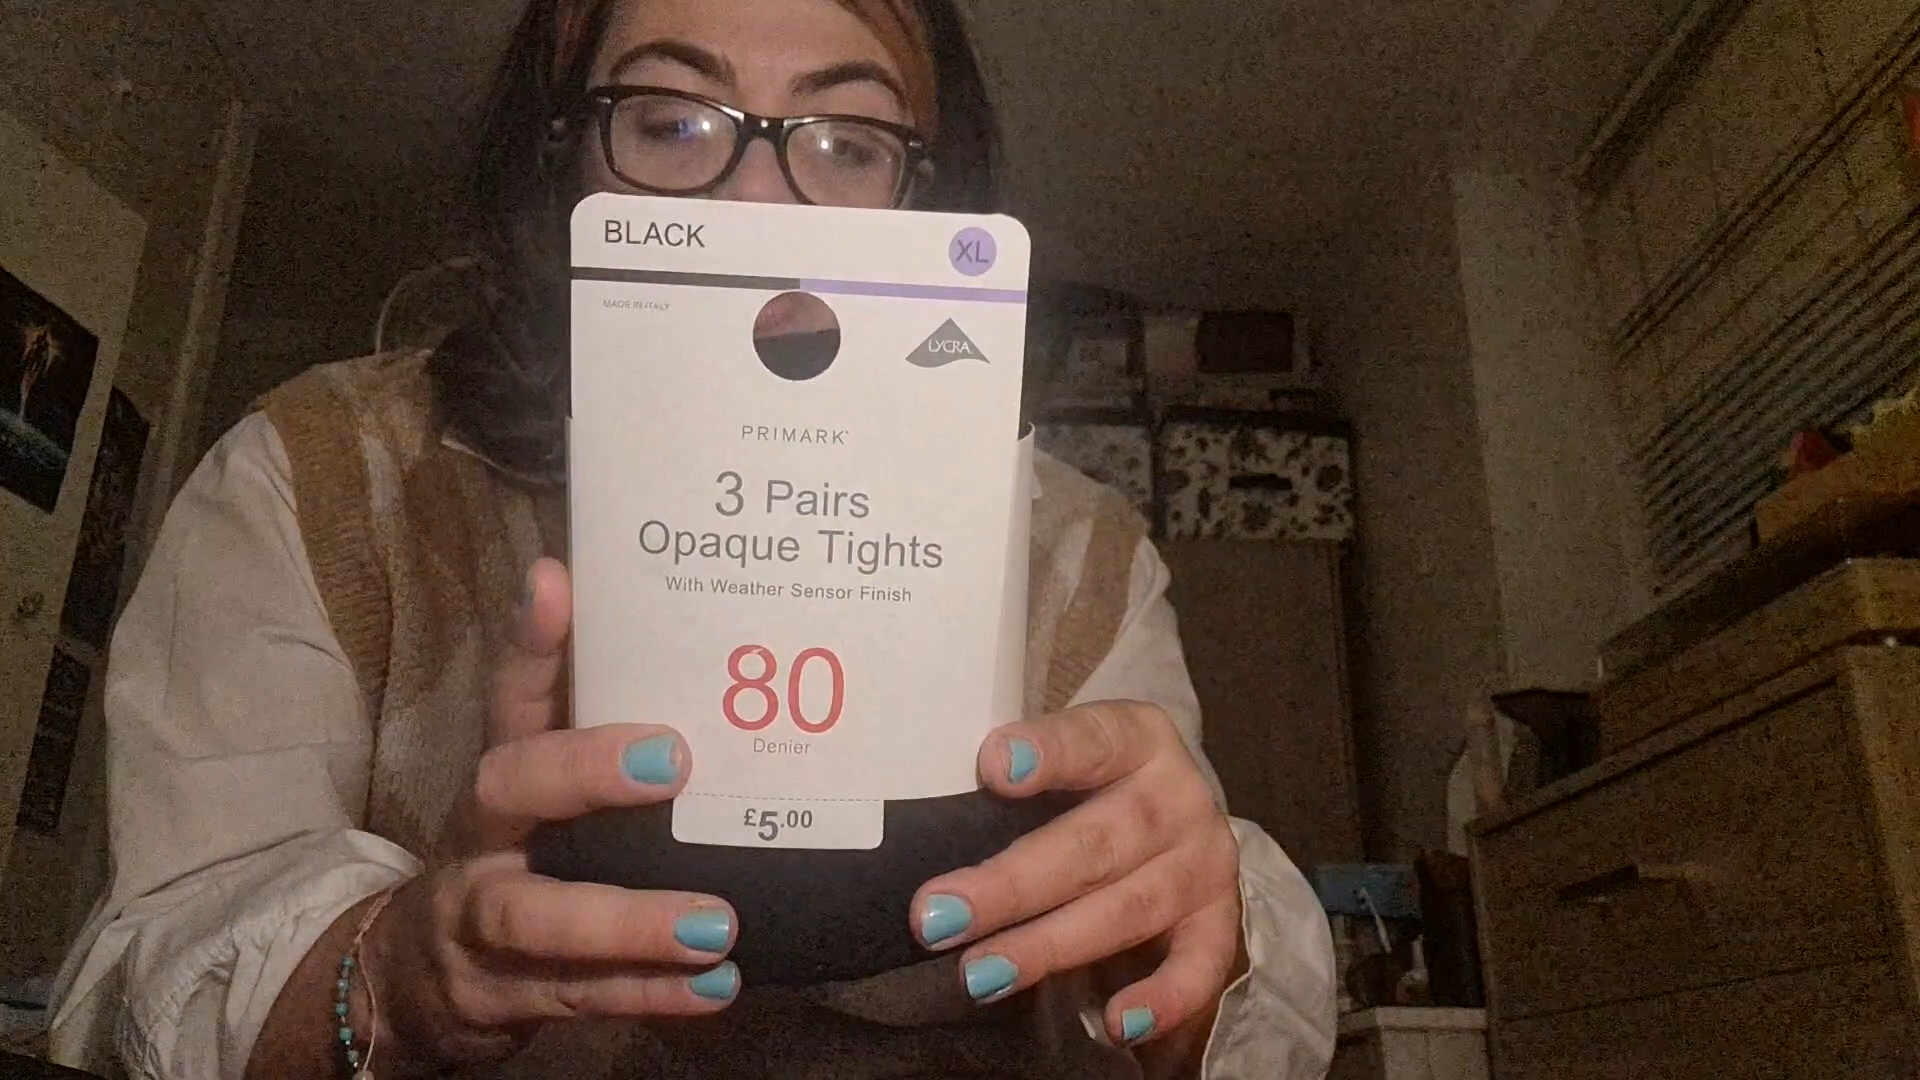 BLACK
XL
MADE IN ITALY
LYCRA
PRIMARK
3 Pairs
Opaque Tights
With Weather Sensor Finish
80
Denier
£5.00